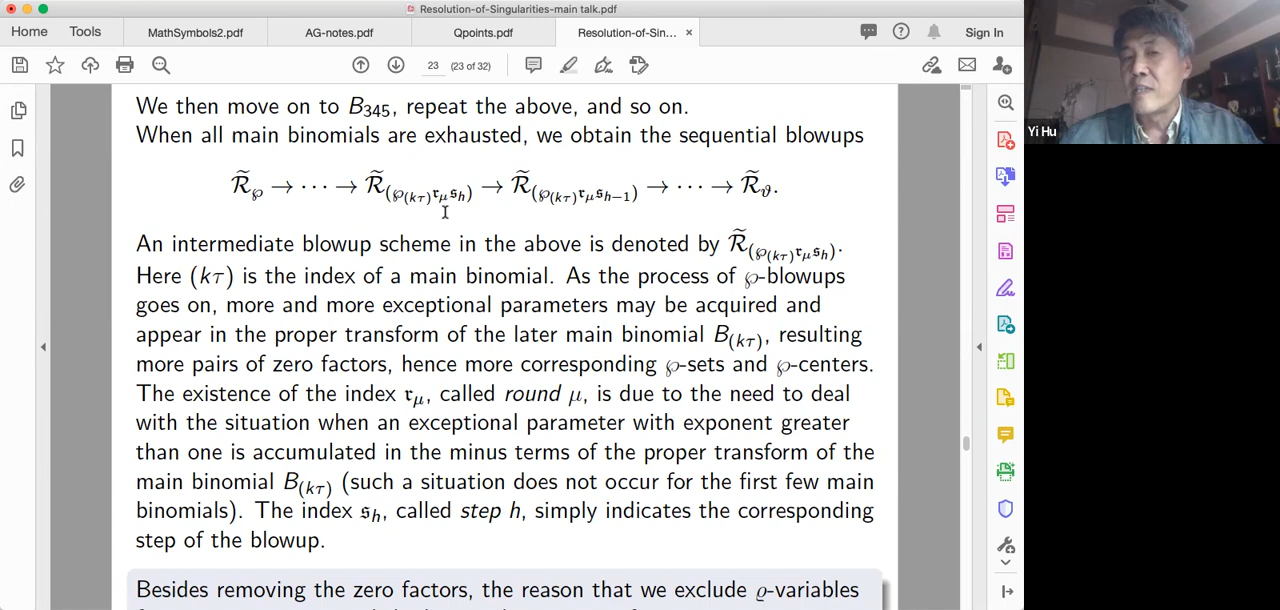 Resolution-of-Singularities-main talk.pdf
Home Tools MathSymbols2.pdf AG-notes.pdf Qpoints.pdf Resolution-of-Sin... × Sign In
23 (23 of 32)
Yi Hu
We then move on to B₃₄₅, repeat the above, and so on.
When all main binomials are exhausted, we obtain the sequential blowups
R̃_℘ → ··· → R̃_(℘_(kτ)𝔯_μ𝔰_h) → R̃_(℘_(kτ)𝔯_μ𝔰_{h−1}) → ··· → R̃_ϑ.
An intermediate blowup scheme in the above is denoted by R̃_(℘_(kτ)𝔯_μ𝔰_h).
Here (kτ) is the index of a main binomial. As the process of ℘-blowups
goes on, more and more exceptional parameters may be acquired and
appear in the proper transform of the later main binomial B_(kτ), resulting
more pairs of zero factors, hence more corresponding ℘-sets and ℘-centers.
The existence of the index 𝔯_μ, called round μ, is due to the need to deal
with the situation when an exceptional parameter with exponent greater
than one is accumulated in the minus terms of the proper transform of the
main binomial B_(kτ) (such a situation does not occur for the first few main
binomials). The index 𝔰_h, called step h, simply indicates the corresponding
step of the blowup.
Besides removing the zero factors, the reason that we exclude ϱ-variables